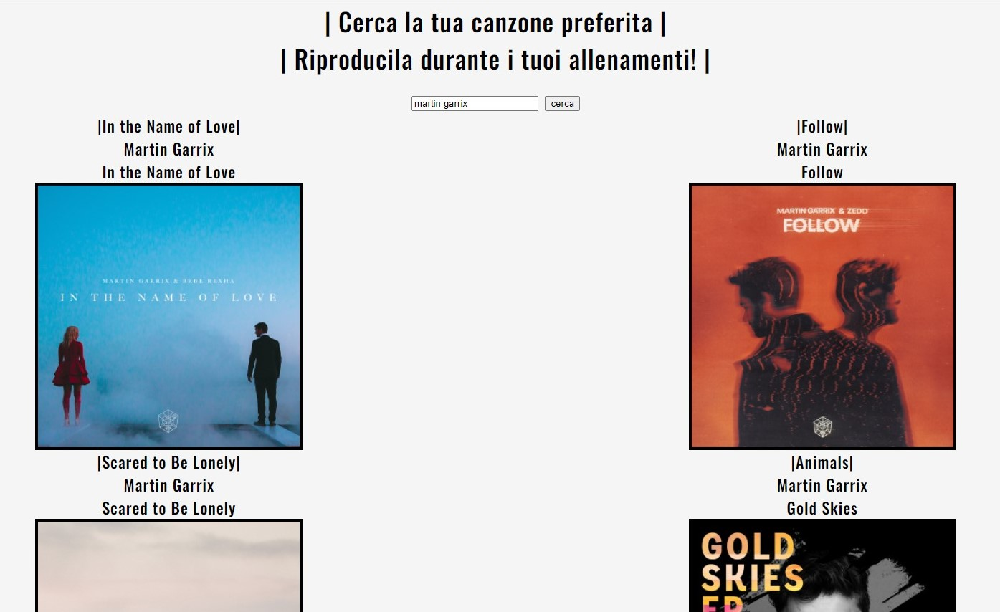 | Cerca la tua canzone preferita |
| Riproducila durante i tuoi allenamenti! |
martin garrix
cerca
|In the Name of Love|
Martin Garrix
In the Name of Love
MARTIN GARRIX & BEBE REXHA
IN THE NAME OF LOVE
|Follow|
Martin Garrix
Follow
MARTIN GARRIX & ZEDD
FOLLOW
|Scared to Be Lonely|
Martin Garrix
Scared to Be Lonely
|Animals|
Martin Garrix
Gold Skies
GOLD
SKIES
EP